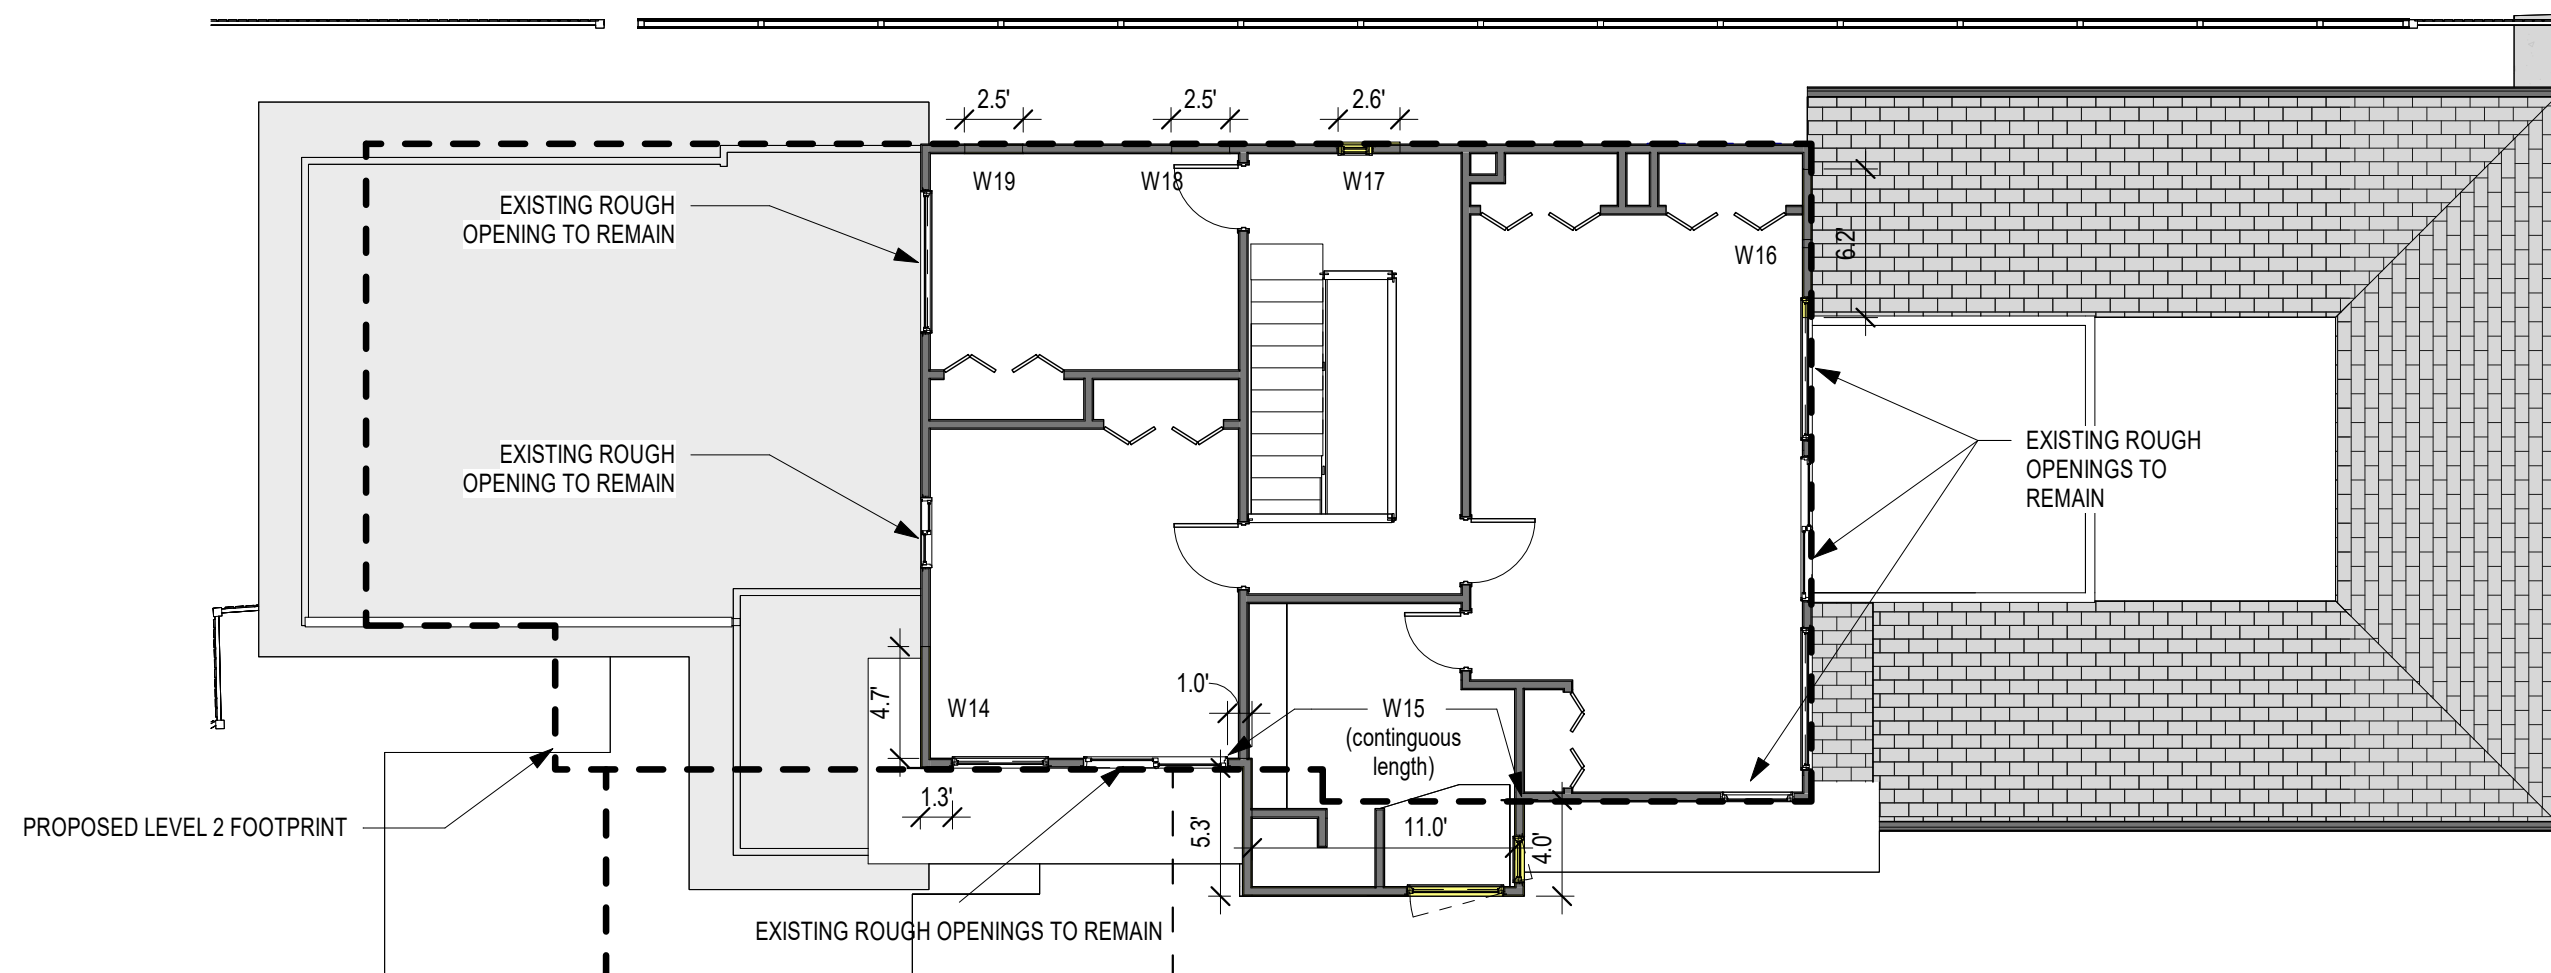 2.5'
2.5'
2.6'
W19
W18
W17
EXISTING ROUGH
OPENING TO REMAIN
W16
6.2'
EXISTING ROUGH
OPENING TO REMAIN
EXISTING ROUGH
OPENINGS TO
REMAIN
4.7'
W14
1.0'
W15
(continguous
length)
1.3'
PROPOSED LEVEL 2 FOOTPRINT
5.3'
11.0'
4.0'
EXISTING ROUGH OPENINGS TO REMAIN